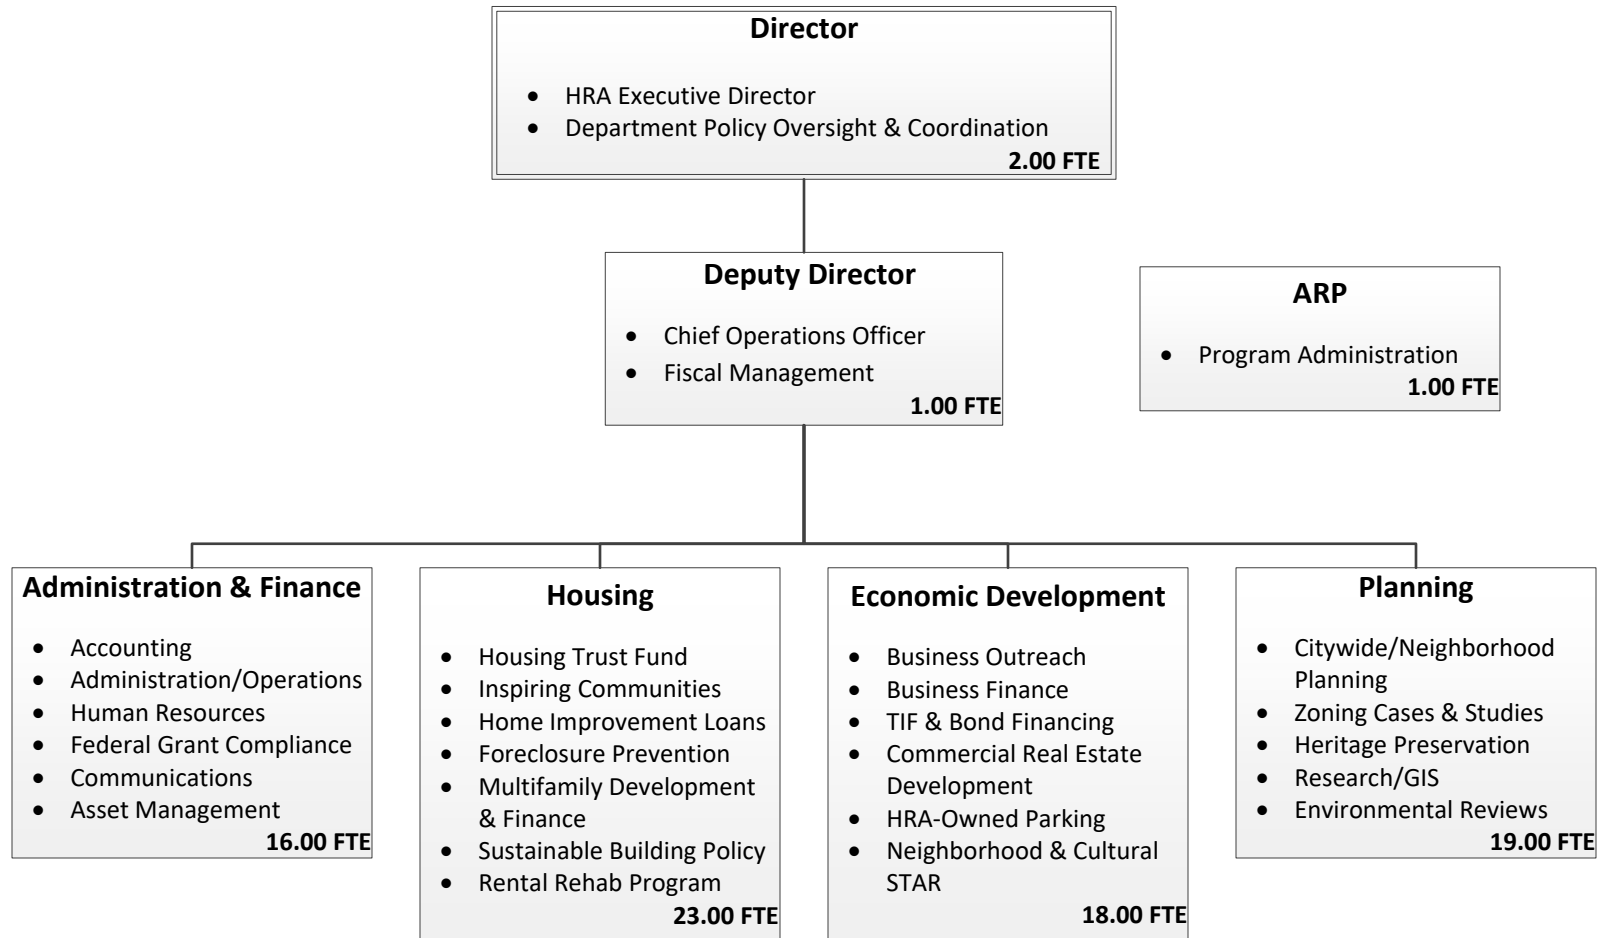 Director
• HRA Executive Director
• Department Policy Oversight & Coordination
2.00 FTE
Deputy Director
• Chief Operations Officer
• Fiscal Management
1.00 FTE
ARP
• Program Administration
1.00 FTE
Administration & Finance
• Accounting
• Administration/Operations
• Human Resources
• Federal Grant Compliance
• Communications
• Asset Management
16.00 FTE
Housing
• Housing Trust Fund
• Inspiring Communities
• Home Improvement Loans
• Foreclosure Prevention
• Multifamily Development
& Finance
• Sustainable Building Policy
• Rental Rehab Program
23.00 FTE
Economic Development
• Business Outreach
• Business Finance
• TIF & Bond Financing
• Commercial Real Estate
Development
• HRA-Owned Parking
• Neighborhood & Cultural
STAR
18.00 FTE
Planning
• Citywide/Neighborhood
Planning
• Zoning Cases & Studies
• Heritage Preservation
• Research/GIS
• Environmental Reviews
19.00 FTE